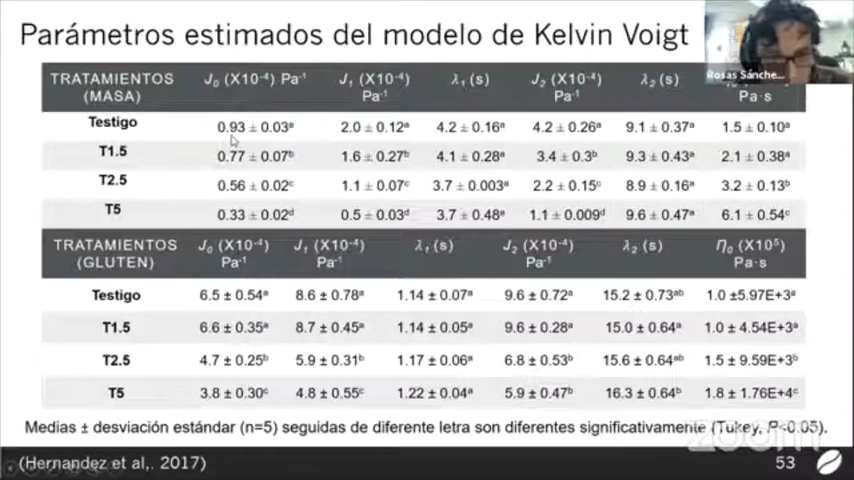 Parámetros estimados del modelo de Kelvin Voigt
Rosas Sánche...
TRATAMIENTOS (MASA) J₀ (X10⁻⁴) Pa⁻¹ J₁ (X10⁻⁴) Pa⁻¹ λ₁ (s) J₂ (X10⁻⁴) Pa⁻¹ λ₂ (s) Pa·s
Testigo 0.93 ± 0.03ᵃ 2.0 ± 0.12ᵃ 4.2 ± 0.16ᵃ 4.2 ± 0.26ᵃ 9.1 ± 0.37ᵃ 1.5 ± 0.10ᵃ
T1.5 0.77 ± 0.07ᵇ 1.6 ± 0.27ᵇ 4.1 ± 0.28ᵃ 3.4 ± 0.3ᵇ 9.3 ± 0.43ᵃ 2.1 ± 0.38ᵃ
T2.5 0.56 ± 0.02ᶜ 1.1 ± 0.07ᶜ 3.7 ± 0.003ᵃ 2.2 ± 0.15ᶜ 8.9 ± 0.16ᵃ 3.2 ± 0.13ᵇ
T5 0.33 ± 0.02ᵈ 0.5 ± 0.03ᵈ 3.7 ± 0.48ᵃ 1.1 ± 0.009ᵈ 9.6 ± 0.47ᵃ 6.1 ± 0.54ᶜ
TRATAMIENTOS (GLUTEN) J₀ (X10⁻⁴) Pa⁻¹ J₁ (X10⁻⁴) Pa⁻¹ λ₁ (s) J₂ (X10⁻⁴) Pa⁻¹ λ₂ (s) η₀ (X10⁵) Pa·s
Testigo 6.5 ± 0.54ᵃ 8.6 ± 0.78ᵃ 1.14 ± 0.07ᵃ 9.6 ± 0.72ᵃ 15.2 ± 0.73ᵃᵇ 1.0 ±5.97E+3ᵃ
T1.5 6.6 ± 0.35ᵃ 8.7 ± 0.45ᵃ 1.14 ± 0.05ᵃ 9.6 ± 0.28ᵃ 15.0 ± 0.64ᵃ 1.0 ± 4.54E+3ᵃ
T2.5 4.7 ± 0.25ᵇ 5.9 ± 0.31ᵇ 1.17 ± 0.06ᵃ 6.8 ± 0.53ᵇ 15.6 ± 0.64ᵃᵇ 1.5 ± 9.59E+3ᵇ
T5 3.8 ± 0.30ᶜ 4.8 ± 0.55ᶜ 1.22 ± 0.04ᵃ 5.9 ± 0.47ᵇ 16.3 ± 0.64ᵇ 1.8 ± 1.76E+4ᶜ
Medias ± desviación estándar (n=5) seguidas de diferente letra son diferentes significativamente (Tukey, P<0.05).
zoom
(Hernandez et al,. 2017) 53